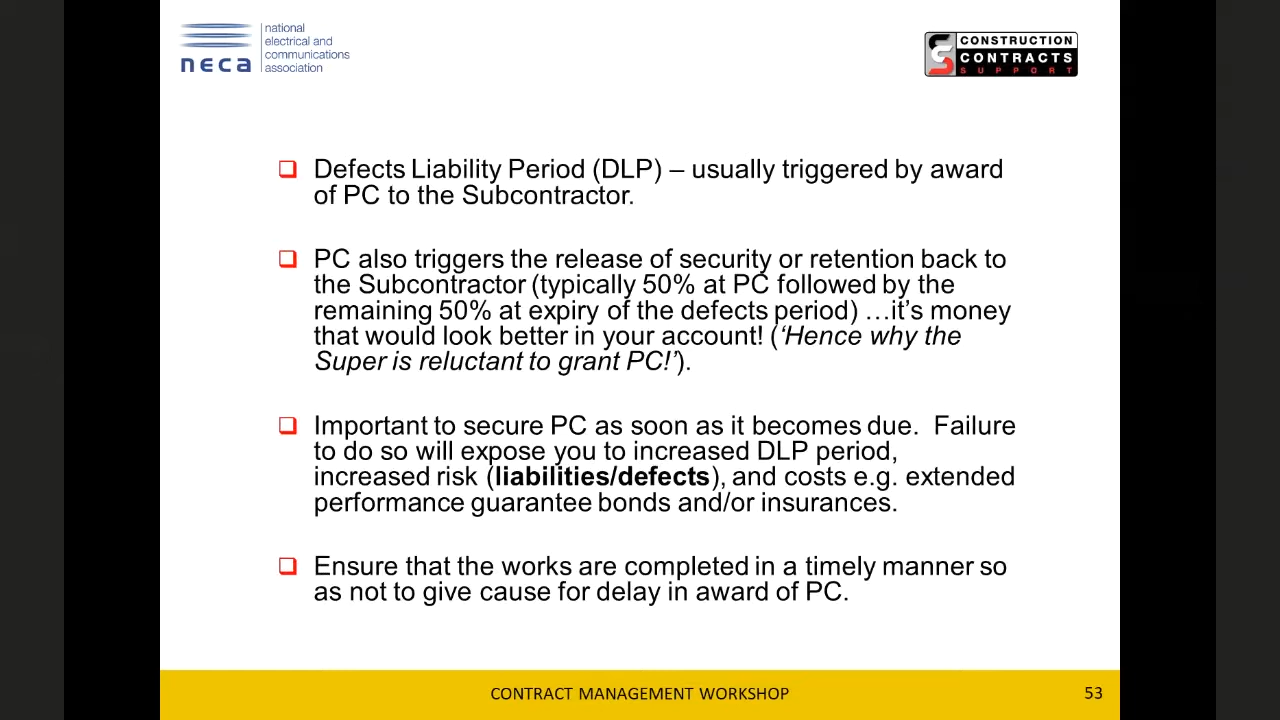 national
electrical and
communications
association
neca
CONSTRUCTION
CONTRACTS
SUPPORT
Defects Liability Period (DLP) – usually triggered by award
of PC to the Subcontractor.
PC also triggers the release of security or retention back to
the Subcontractor (typically 50% at PC followed by the
remaining 50% at expiry of the defects period) …it’s money
that would look better in your account! (‘Hence why the
Super is reluctant to grant PC!’).
Important to secure PC as soon as it becomes due.  Failure
to do so will expose you to increased DLP period,
increased risk (liabilities/defects), and costs e.g. extended
performance guarantee bonds and/or insurances.
Ensure that the works are completed in a timely manner so
as not to give cause for delay in award of PC.
CONTRACT MANAGEMENT WORKSHOP
53